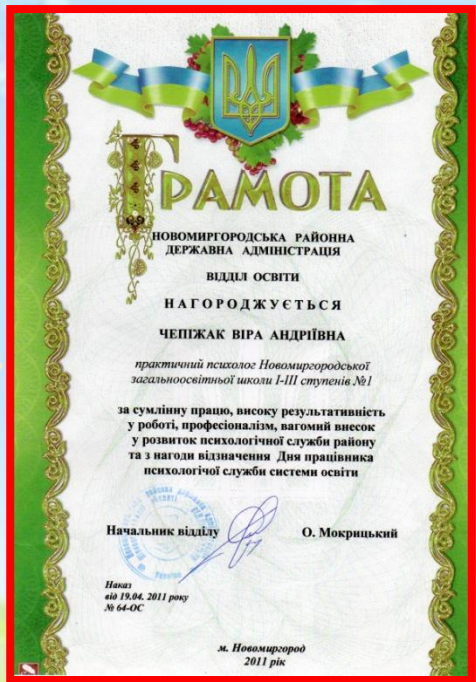 ГРАМОТА
НОВОМИРГОРОДСЬКА РАЙОННА
ДЕРЖАВНА АДМІНІСТРАЦІЯ
ВІДДІЛ ОСВІТИ
НАГОРОДЖУЄТЬСЯ
ЧЕПІЖАК ВІРА АНДРІЇВНА
практичний психолог Новомиргородської
загальноосвітньої школи І-ІІІ ступенів №1
за сумлінну працю, високу результативність
у роботі, професіоналізм, вагомий внесок
у розвиток психологічної служби району
та з нагоди відзначення Дня працівника
психологічної служби системи освіти
Начальник відділу О. Мокрицький
Наказ
від 19.04. 2011 року
№ 64-ОС
м. Новомиргород
2011 рік